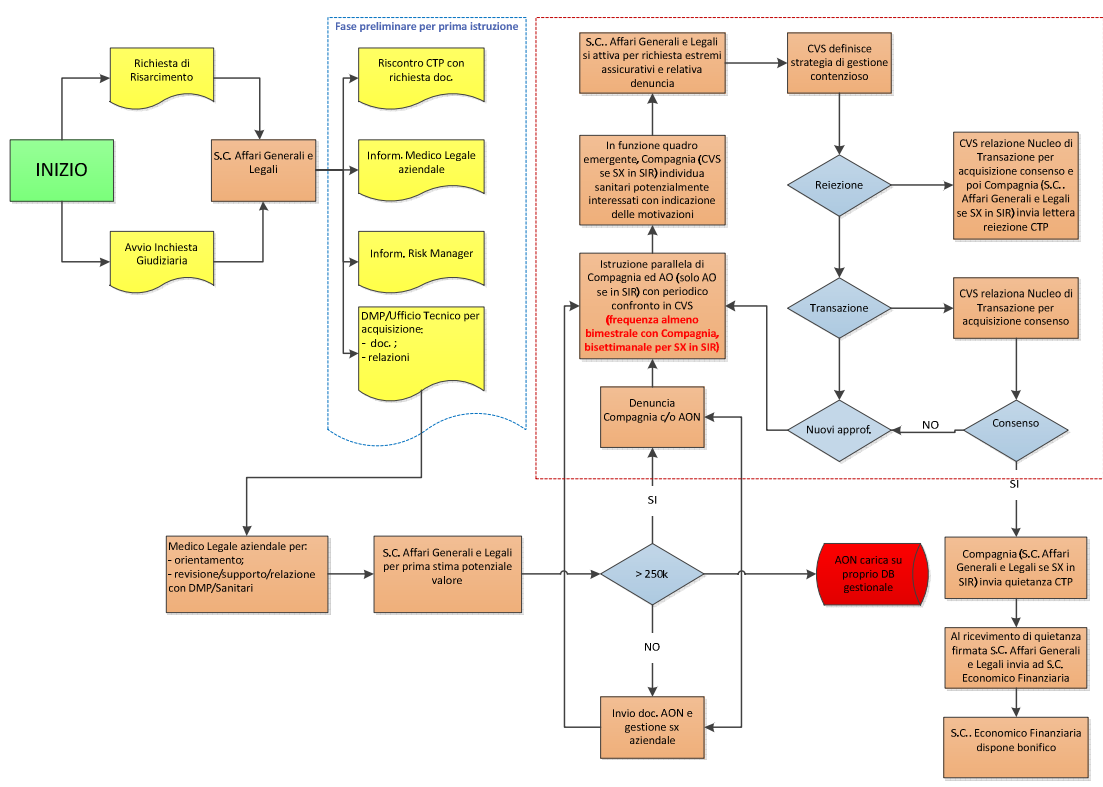 Fase preliminare per prima istruzione
Richiesta di
Risarcimento
INIZIO
S.C. Affari Generali e
Legali
Avvio Inchiesta
Giudiziaria
Riscontro CTP con
richiesta doc.
Inform. Medico Legale
aziendale
Inform. Risk Manager
DMP/Ufficio Tecnico per
acquisizione:
- doc. ;
- relazioni
S.C.. Affari Generali e Legali
si attiva per richiesta estremi
assicurativi e relativa
denuncia
CVS definisce
strategia di gestione
contenzioso
In funzione quadro
emergente, Compagnia (CVS
se SX in SIR) individua
sanitari potenzialmente
interessati con indicazione
delle motivazioni
Reiezione
CVS relazione Nucleo di
Transazione per
acquisizione consenso e
poi Compagnia (S.C..
Affari Generali e Legali
se SX in SIR) invia lettera
reiezione CTP
Istruzione parallela di
Compagnia ed AO (solo AO
se in SIR) con periodico
confronto in CVS
(frequenza almeno
bimestrale con Compagnia,
bisettimanale per SX in SIR)
Transazione
CVS relaziona Nucleo di
Transazione per
acquisizione consenso
Denuncia
Compagnia c/o AON
Nuovi approf.
NO
Consenso
SI
SI
Medico Legale aziendale per:
- orientamento;
- revisione/supporto/relazione
con DMP/Sanitari
S.C. Affari Generali e Legali
per prima stima potenziale
valore
> 250k
AON carica su
proprio DB
gestionale
Compagnia (S.C. Affari
Generali e Legali se SX in
SIR) invia quietanza CTP
NO
Al ricevimento di quietanza
firmata S.C. Affari Generali
e Legali invia ad S.C.
Economico Finanziaria
Invio doc. AON e
gestione sx
aziendale
S.C.. Economico Finanziaria
dispone bonifico